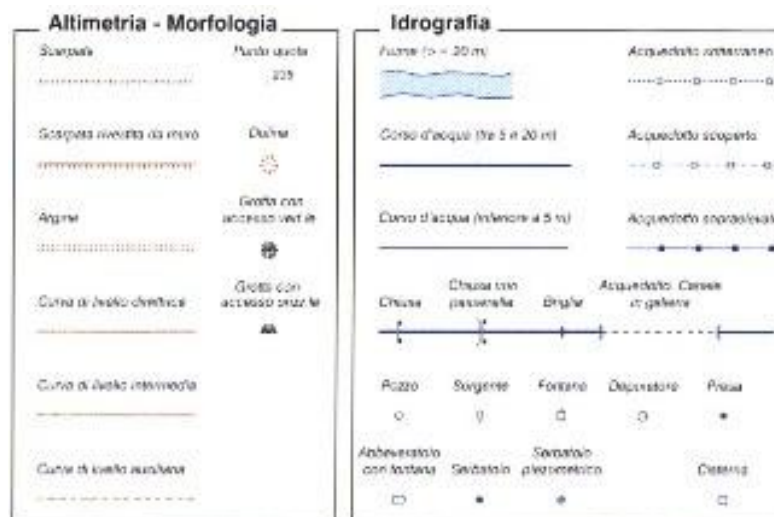 Altimetria - Morfologia
Scarpata
Punto quota
Scarpata rivestita da muro
Dolina
Argine
Grotta con
accesso vert.le
Curva di livello direttrice
Grotta con
accesso orizz.le
Curva di livello intermedia
Curva di livello ausiliaria
Idrografia
Fiume (> = 20 m)
Acquedotto sotterraneo
Corso d'acqua (fra 5 e 20 m)
Acquedotto scoperto
Corso d'acqua (inferiore a 5 m)
Acquedotto sopraelevato
Chiusa
Chiusa con
passerella
Briglia
Acquedotto Canale
in galleria
Pozzo
Sorgente
Fontana
Depuratore
Presa
Abbeveratoio
con fontana
Serbatoio
Serbatoio
piezometrico
Cisterna